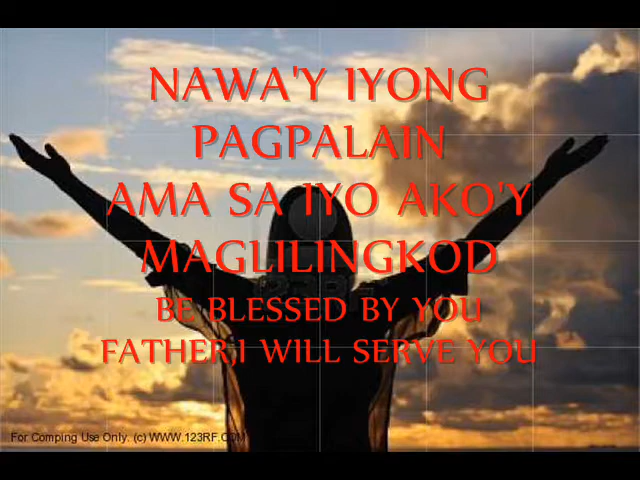 NAWA'Y IYONG
PAGPALAIN
AMA SA IYO AKO'Y
MAGLILINGKOD
BE BLESSED BY YOU
FATHER,I WILL SERVE YOU
For Comping Use Only. (c) WWW.123RF.COM